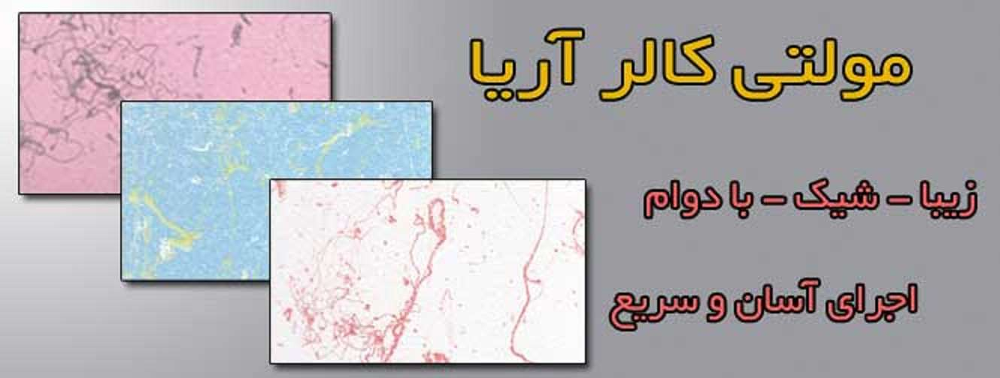 مولتی کالر آریا
زیبا - شیک - با دوام
اجرای آسان و سریع